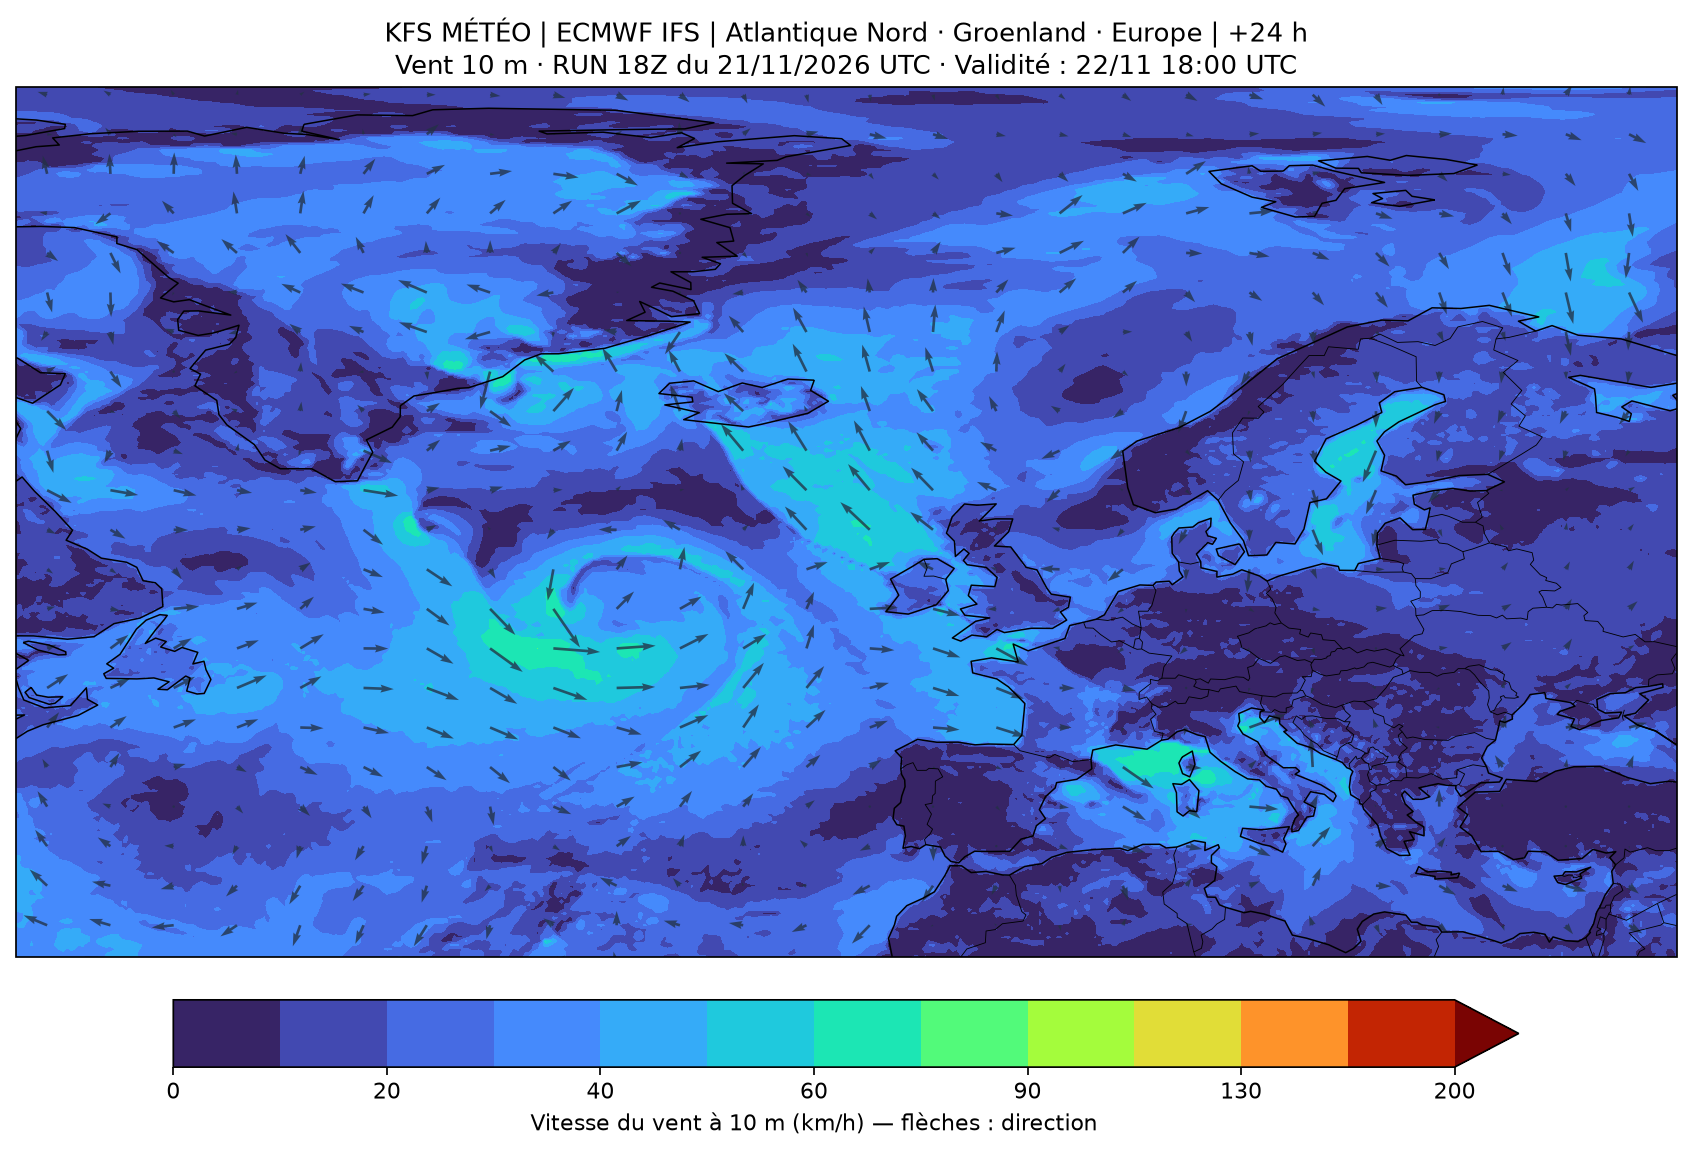 KFS MÉTÉO | ECMWF IFS | Atlantique Nord · Groenland · Europe | +24 h
Vent 10 m · RUN 18Z du 21/11/2026 UTC · Validité : 22/11 18:00 UTC
0 20 40 60 90 130 200
Vitesse du vent à 10 m (km/h) — flèches : direction